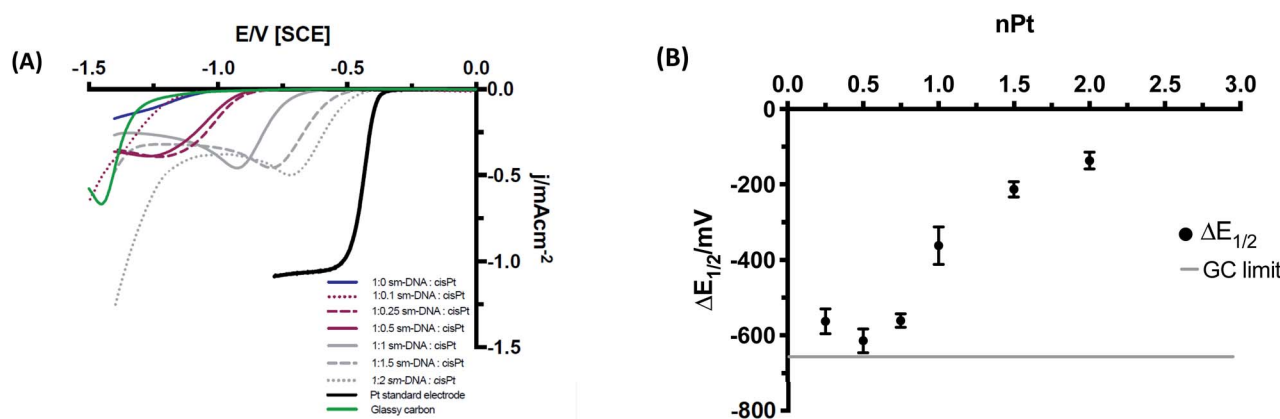 (A)
E/V [SCE]
-1.5 -1.0 -0.5 0.0
0.0
-0.5
-1.0
-1.5
j/mAcm-2
1:0 sm-DNA : cisPt
1:0.1 sm-DNA : cisPt
1:0.25 sm-DNA : cisPt
1:0.5 sm-DNA : cisPt
1:1 sm-DNA : cisPt
1:1.5 sm-DNA : cisPt
1:2 sm-DNA : cisPt
Pt standard electrode
Glassy carbon
(B)
nPt
0.0 0.5 1.0 1.5 2.0 2.5 3.0
0
-200
-400
-600
-800
ΔE1/2/mV
ΔE1/2
GC limit